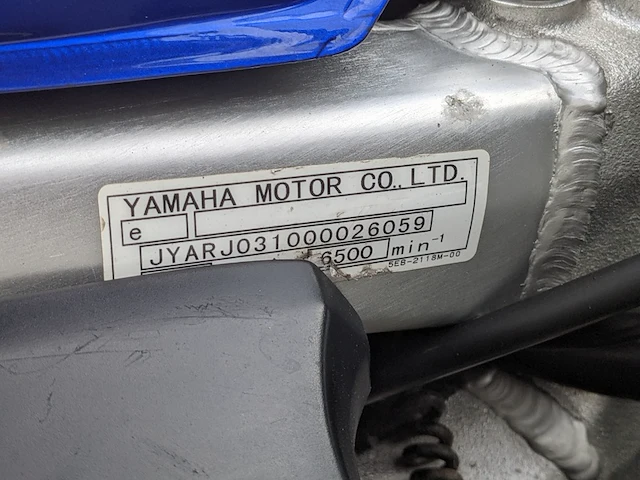 YAMAHA MOTOR CO., LTD.
e
JYARJ031000026059
6500 min⁻¹
5EB-2118M-00